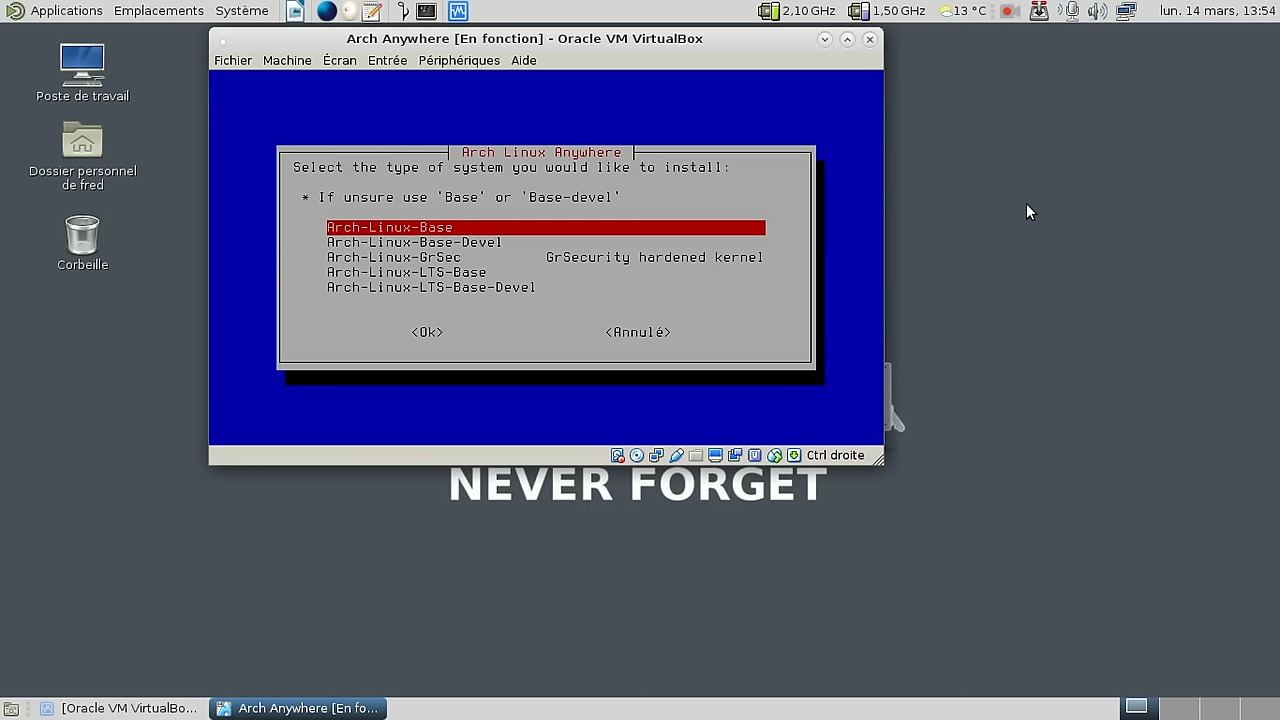 Applications Emplacements Système 2,10 GHz 1,50 GHz 13 °C lun. 14 mars, 13:54
Arch Anywhere [En fonction] - Oracle VM VirtualBox
Fichier Machine Écran Entrée Périphériques Aide
Poste de travail
Dossier personnel
de fred
Corbeille
Arch Linux Anywhere
Select the type of system you would like to install:
* If unsure use 'Base' or 'Base-devel'
Arch-Linux-Base
Arch-Linux-Base-Devel
Arch-Linux-GrSec GrSecurity hardened kernel
Arch-Linux-LTS-Base
Arch-Linux-LTS-Base-Devel
<Ok> <Annulé>
Ctrl droite
NEVER FORGET
[Oracle VM VirtualBo... Arch Anywhere [En fo...